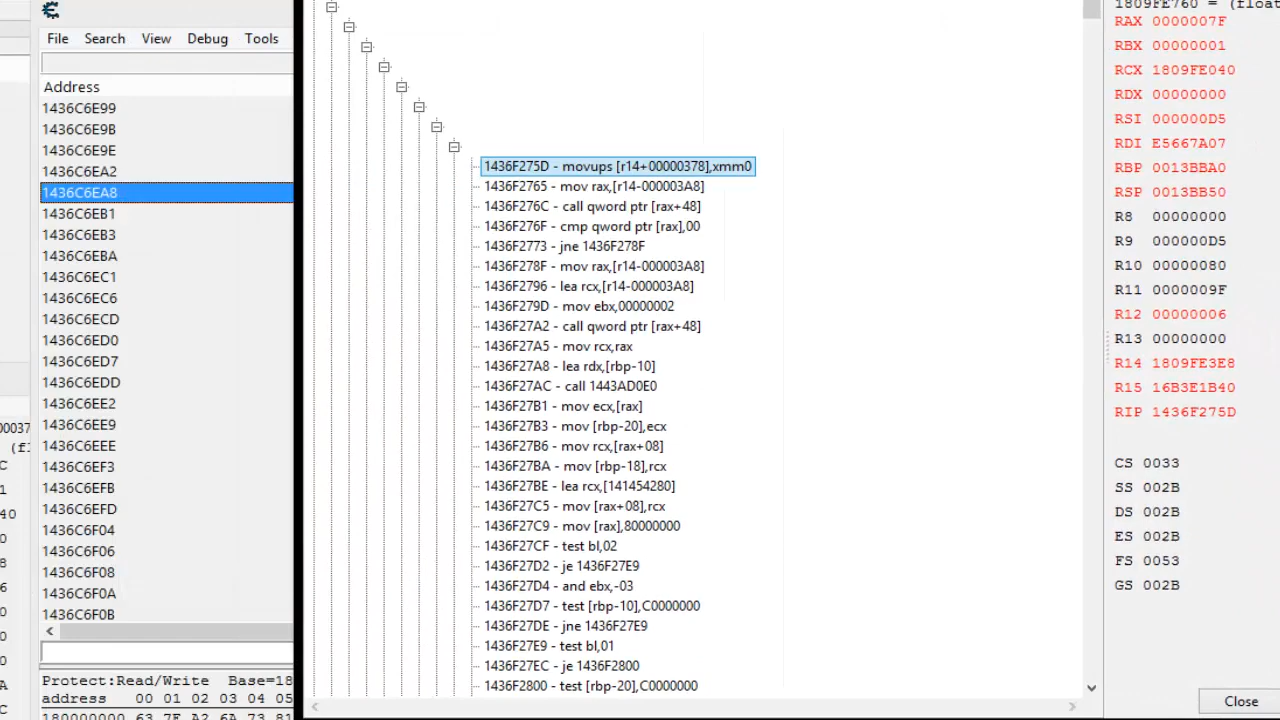 File Search View Debug Tools
Address
1436C6E99
1436C6E9B
1436C6E9E
1436C6EA2
1436C6EA8
1436C6EB1
1436C6EB3
1436C6EBA
1436C6EC1
1436C6EC6
1436C6ECD
1436C6ED0
1436C6ED7
1436C6EDD
1436C6EE2
1436C6EE9
1436C6EEE
1436C6EF3
1436C6EFB
1436C6EFD
1436C6F04
1436C6F06
1436C6F08
1436C6F0A
1436C6F0B
Protect:Read/Write Base=18
address 00 01 02 03 04 05
180000000 63 7E A2 6A 73 81
1436F275D - movups [r14+00000378],xmm0
1436F2765 - mov rax,[r14-000003A8]
1436F276C - call qword ptr [rax+48]
1436F276F - cmp qword ptr [rax],00
1436F2773 - jne 1436F278F
1436F278F - mov rax,[r14-000003A8]
1436F2796 - lea rcx,[r14-000003A8]
1436F279D - mov ebx,00000002
1436F27A2 - call qword ptr [rax+48]
1436F27A5 - mov rcx,rax
1436F27A8 - lea rdx,[rbp-10]
1436F27AC - call 1443AD0E0
1436F27B1 - mov ecx,[rax]
1436F27B3 - mov [rbp-20],ecx
1436F27B6 - mov rcx,[rax+08]
1436F27BA - mov [rbp-18],rcx
1436F27BE - lea rcx,[141454280]
1436F27C5 - mov [rax+08],rcx
1436F27C9 - mov [rax],80000000
1436F27CF - test bl,02
1436F27D2 - je 1436F27E9
1436F27D4 - and ebx,-03
1436F27D7 - test [rbp-10],C0000000
1436F27DE - jne 1436F27E9
1436F27E9 - test bl,01
1436F27EC - je 1436F2800
1436F2800 - test [rbp-20],C0000000
1809FE760 = (float
RAX 0000007F
RBX 00000001
RCX 1809FE040
RDX 00000000
RSI 000000D5
RDI E5667A07
RBP 0013BBA0
RSP 0013BB50
R8 00000000
R9 000000D5
R10 00000080
R11 0000009F
R12 00000006
R13 00000000
R14 1809FE3E8
R15 16B3E1B40
RIP 1436F275D
CS 0033
SS 002B
DS 002B
ES 002B
FS 0053
GS 002B
Close